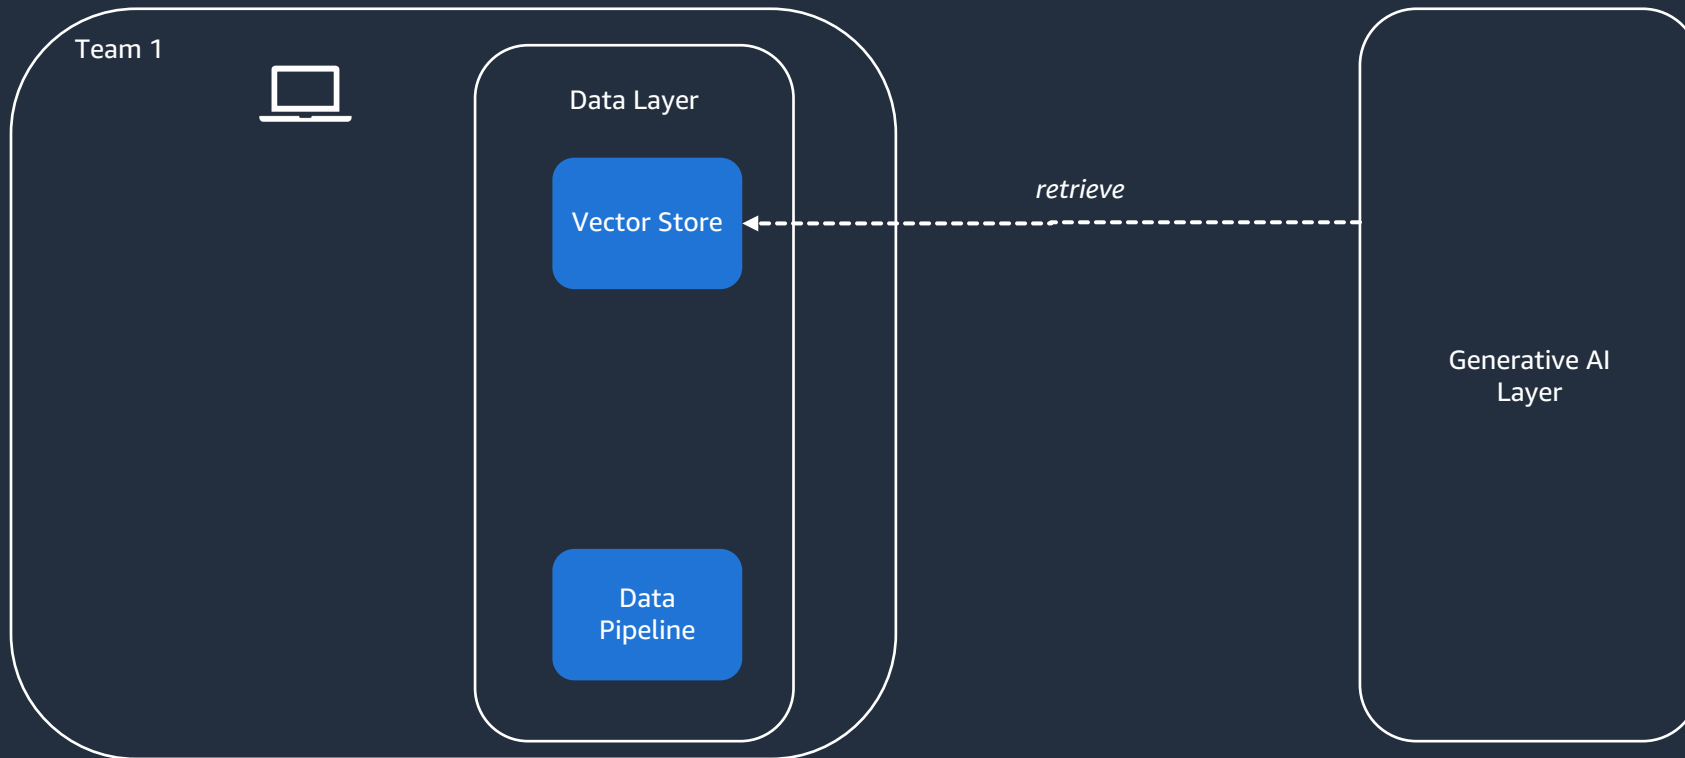 Team 1
Data Layer
Vector Store
retrieve
Generative AI
Layer
Data
Pipeline